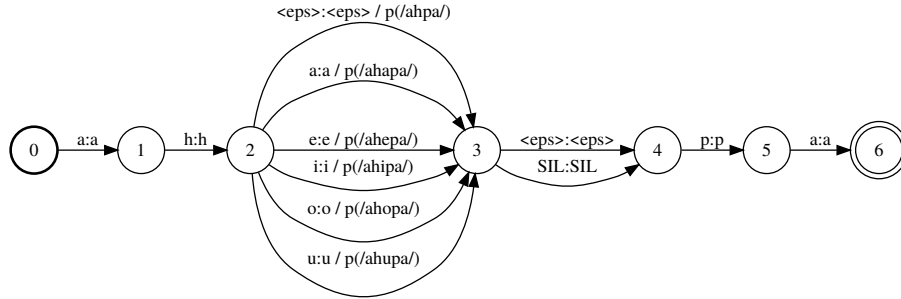 <eps>:<eps> / p(/ahpa/)
a:a / p(/ahapa/)
0 a:a 1 h:h 2 e:e / p(/ahepa/) 3 <eps>:<eps> 4 p:p 5 a:a 6
i:i / p(/ahipa/) SIL:SIL
o:o / p(/ahopa/)
u:u / p(/ahupa/)